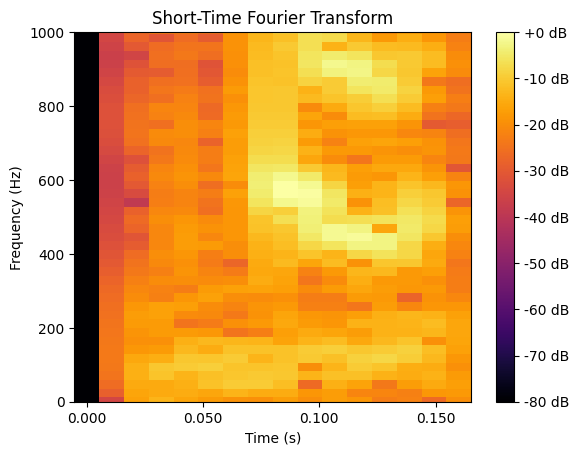 Short-Time Fourier Transform
1000
800
600
400
200
0
Frequency (Hz)
0.000
0.050
0.100
0.150
Time (s)
+0 dB
-10 dB
-20 dB
-30 dB
-40 dB
-50 dB
-60 dB
-70 dB
-80 dB